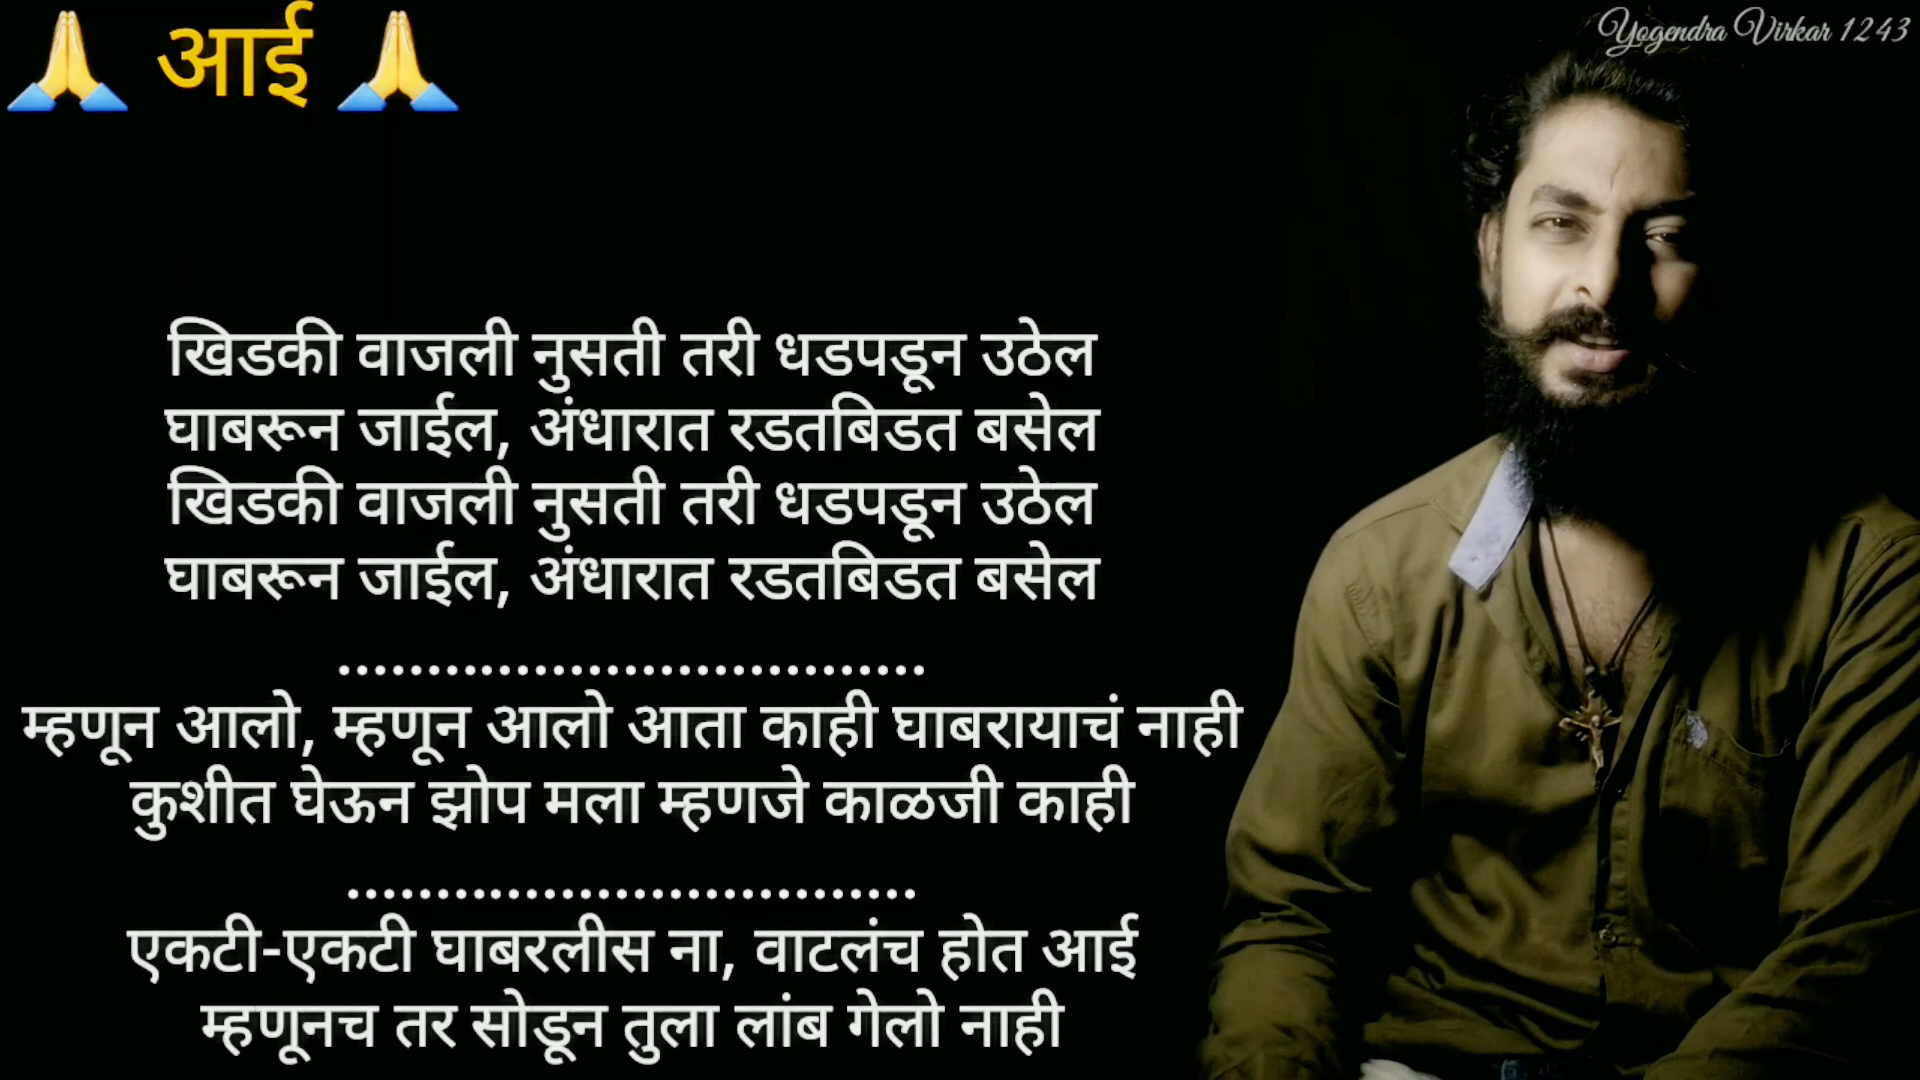 🙏 आई 🙏
Yogendra Virkar 1243
खिडकी वाजली नुसती तरी धडपडून उठेल
घाबरून जाईल, अंधारात रडतबिडत बसेल
खिडकी वाजली नुसती तरी धडपडून उठेल
घाबरून जाईल, अंधारात रडतबिडत बसेल
.................................
म्हणून आलो, म्हणून आलो आता काही घाबरायाचं नाही
कुशीत घेऊन झोप मला म्हणजे काळजी काही
................................
एकटी-एकटी घाबरलीस ना, वाटलंच होत आई
म्हणूनच तर सोडून तुला लांब गेलो नाही